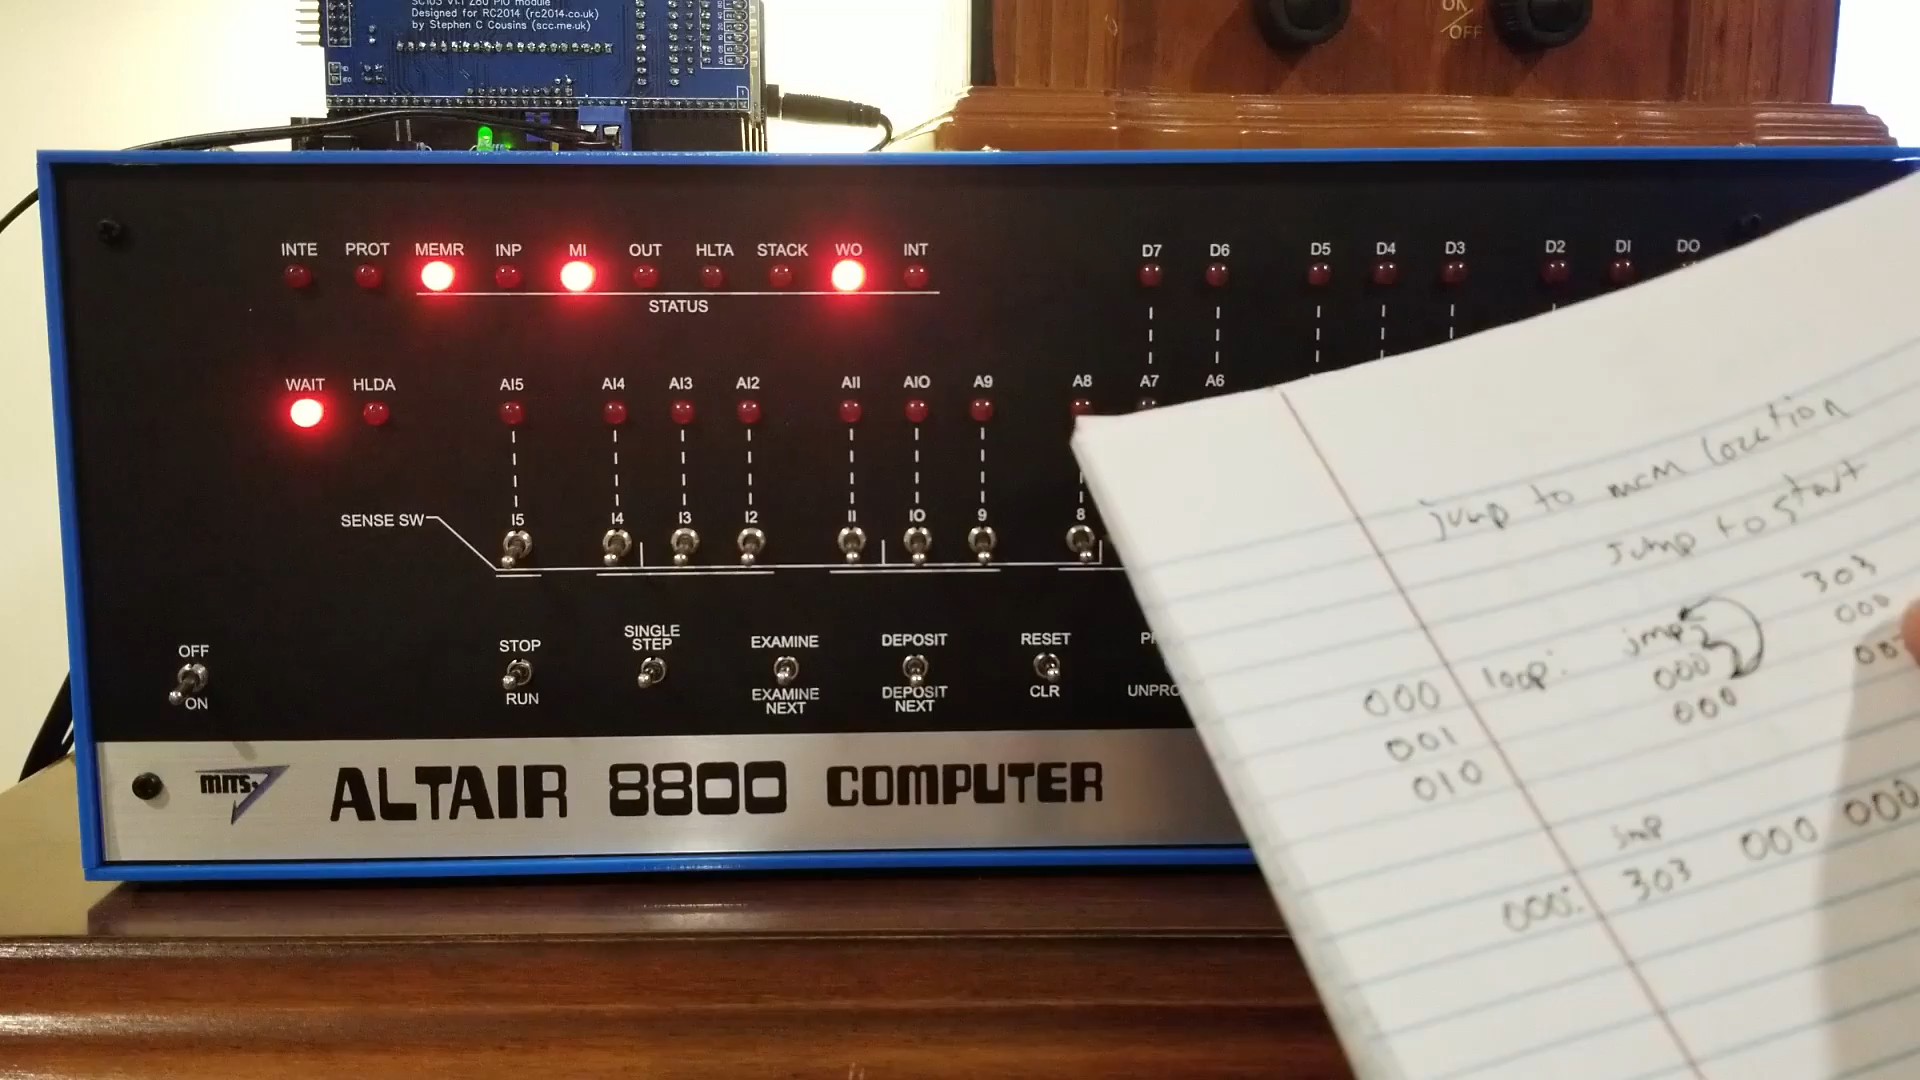 SC103 v1.1 Z80 PIO module
Designed for RC2014 (rc2014.co.uk)
by Stephen C Cousins (scc.me.uk)
ON/OFF
INTE PROT MEMR INP MI OUT HLTA STACK WO INT D7 D6 D5 D4 D3 D2 DI DO
STATUS
WAIT HLDA AI5 AI4 AI3 AI2 AII AIO A9 A8 A7 A6
SENSE SW I5 I4 I3 I2 II IO 9 8
OFF
ON
STOP
RUN
SINGLE
STEP
EXAMINE
EXAMINE
NEXT
DEPOSIT
DEPOSIT
NEXT
RESET
CLR
UNPRO
mits
ALTAIR 8800 COMPUTER
jump to mem location
jump to start
000 loop: jmp 303
001 000 000
010 000
jmp
000: 303 000 000